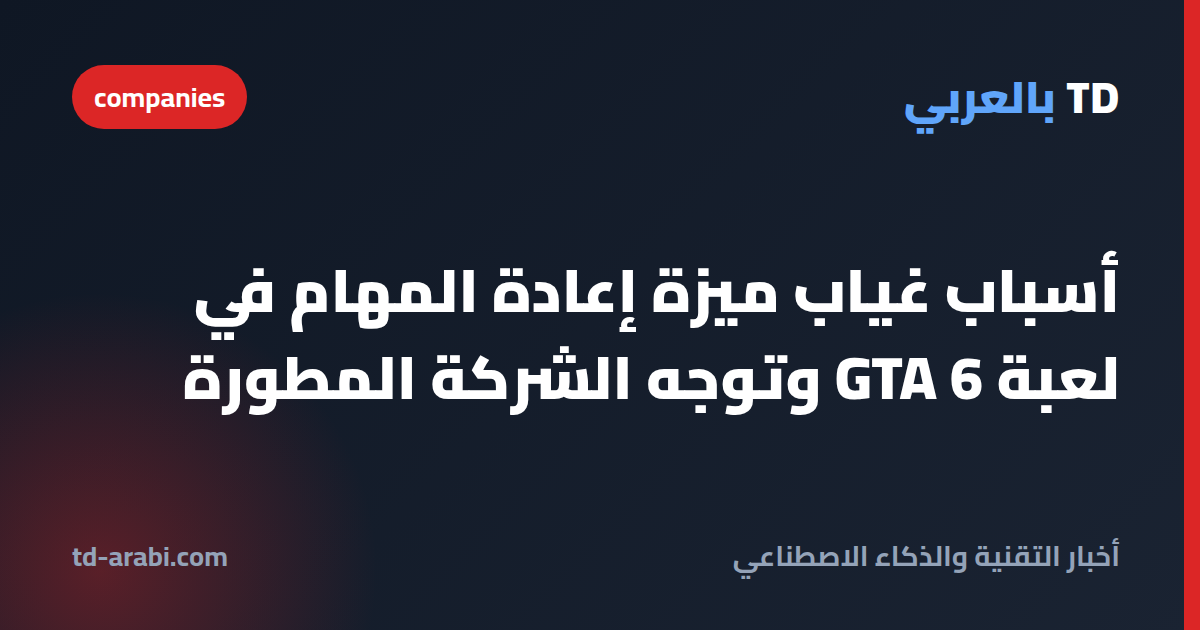 TD بالعربي
companies
أسباب غياب ميزة إعادة المهام في
لعبة GTA 6 وتوجه الشركة المطورة
أخبار التقنية والذكاء الاصطناعي
td-arabi.com